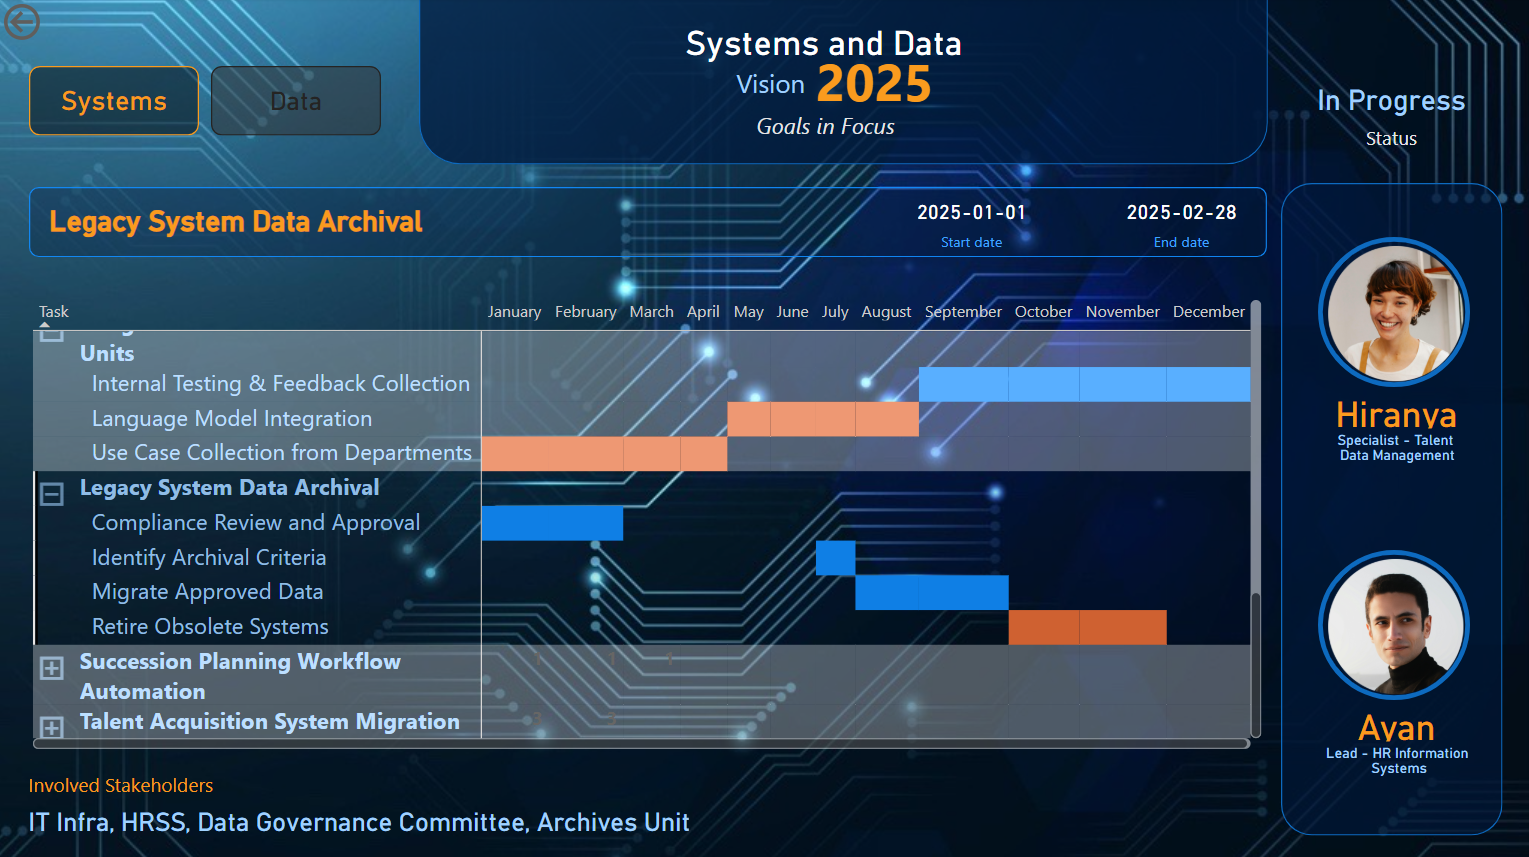 Systems and Data
Vision 2025
Goals in Focus
Systems
Data
In Progress
Status
Legacy System Data Archival
2025-01-01
Start date
2025-02-28
End date
Task January February March April May June July August September October November December
Units
Internal Testing & Feedback Collection
Language Model Integration
Use Case Collection from Departments
Legacy System Data Archival
Compliance Review and Approval
Identify Archival Criteria
Migrate Approved Data
Retire Obsolete Systems
Succession Planning Workflow
Automation
1 1 1
Talent Acquisition System Migration
3 3
Hiranya
Specialist - Talent
Data Management
Ayan
Lead - HR Information
Systems
Involved Stakeholders
IT Infra, HRSS, Data Governance Committee, Archives Unit